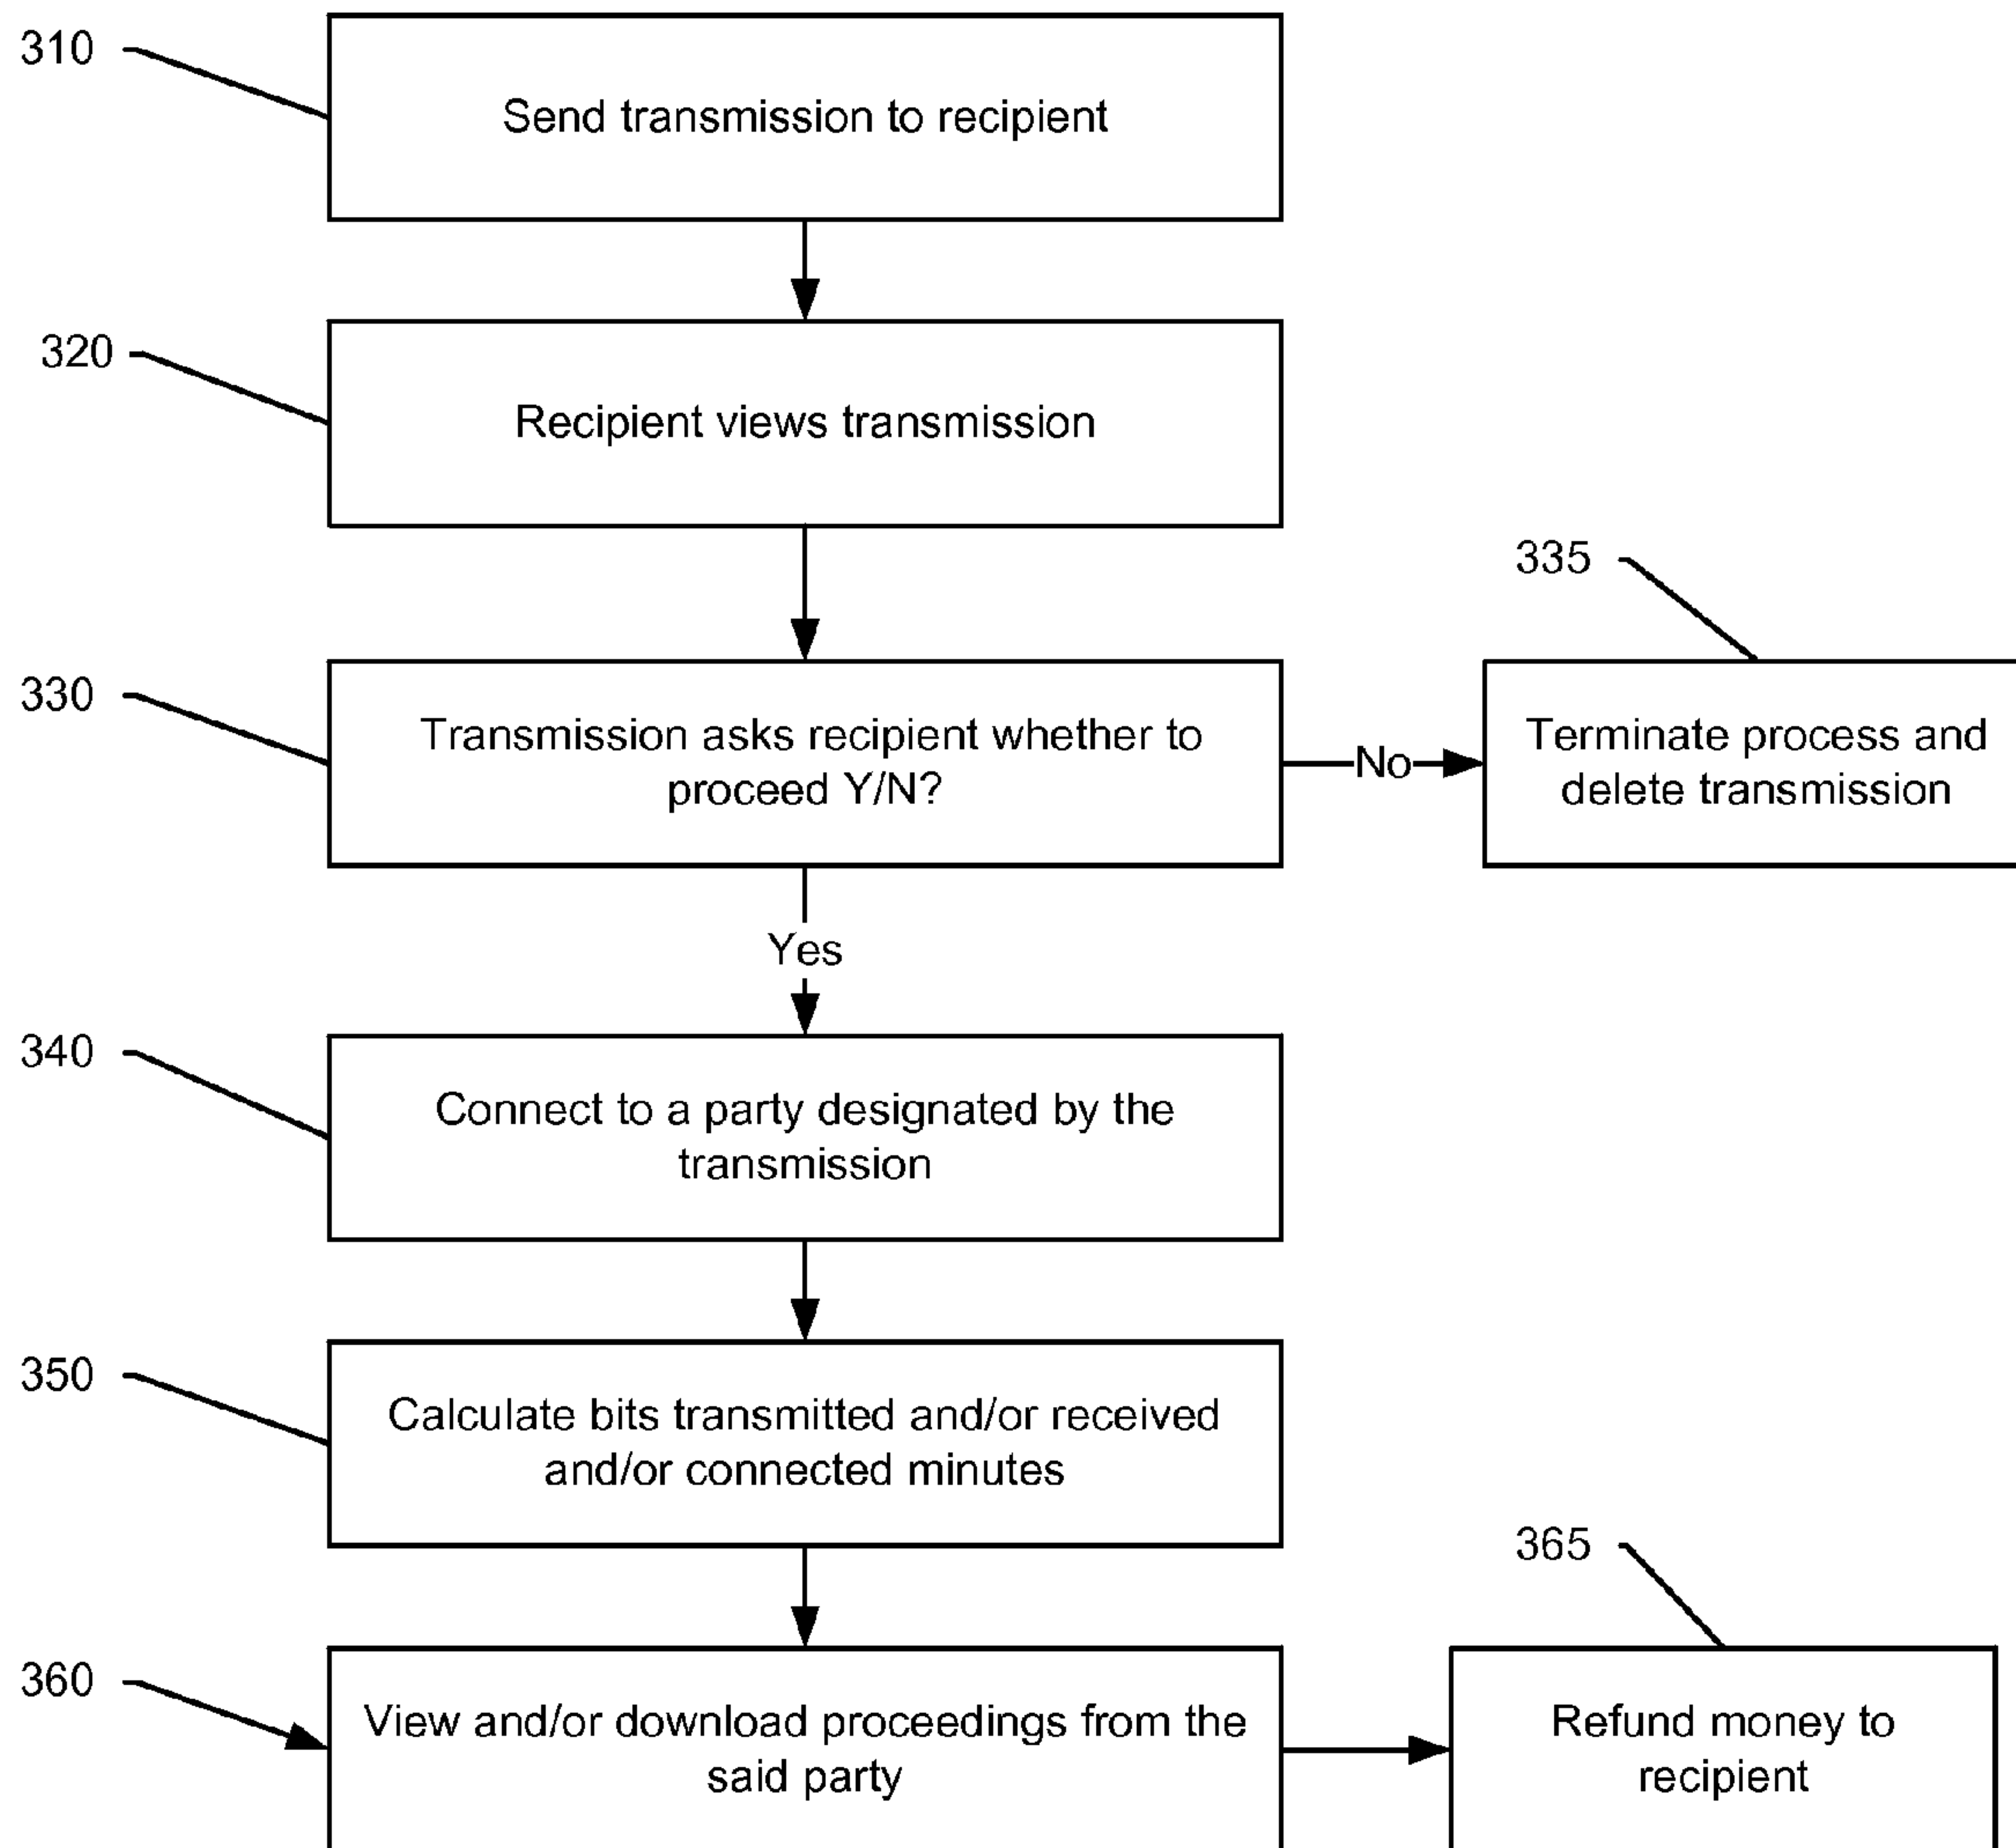 310
Send transmission to recipient
320
Recipient views transmission
335
330
Transmission asks recipient whether to
proceed Y/N?
No
Terminate process and
delete transmission
Yes
340
Connect to a party designated by the
transmission
350
Calculate bits transmitted and/or received
and/or connected minutes
365
360
View and/or download proceedings from the
said party
Refund money to
recipient